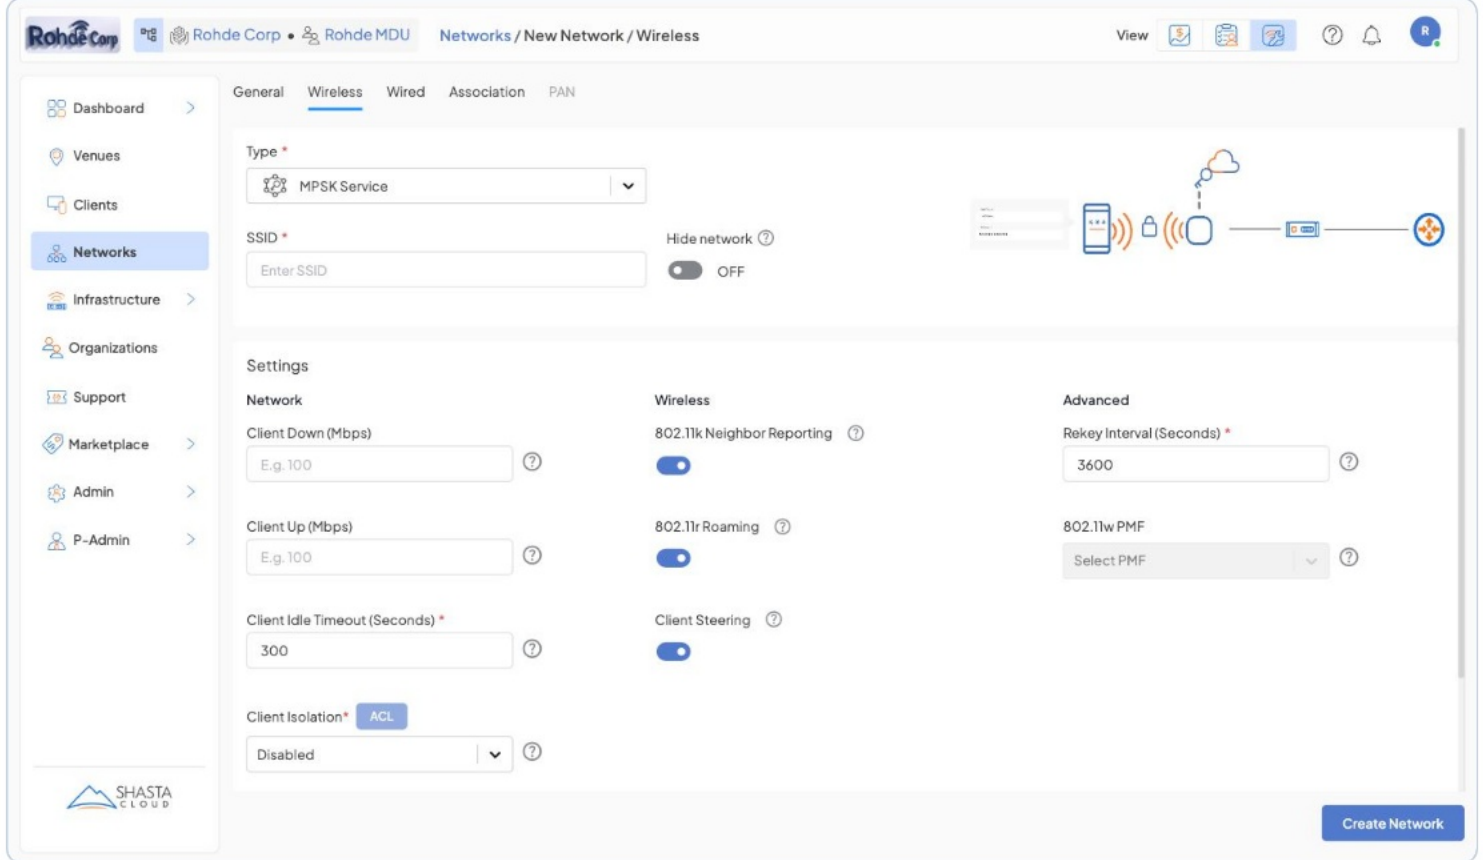 Rohde Corp
Rohde Corp • Rohde MDU
Networks / New Network / Wireless
View
R
Dashboard
Venues
Clients
Networks
Infrastructure
Organizations
Support
Marketplace
Admin
P-Admin
SHASTA
CLOUD
General Wireless Wired Association PAN
Type *
MPSK Service
SSID *
Enter SSID
Hide network ?
OFF
Settings
Network
Client Down (Mbps)
E.g. 100 ?
Client Up (Mbps)
E.g. 100 ?
Client Idle Timeout (Seconds) *
300 ?
Client Isolation* ACL
Disabled ?
Wireless
802.11k Neighbor Reporting ?
802.11r Roaming ?
Client Steering ?
Advanced
Rekey Interval (Seconds) *
3600 ?
802.11w PMF
Select PMF ?
Create Network